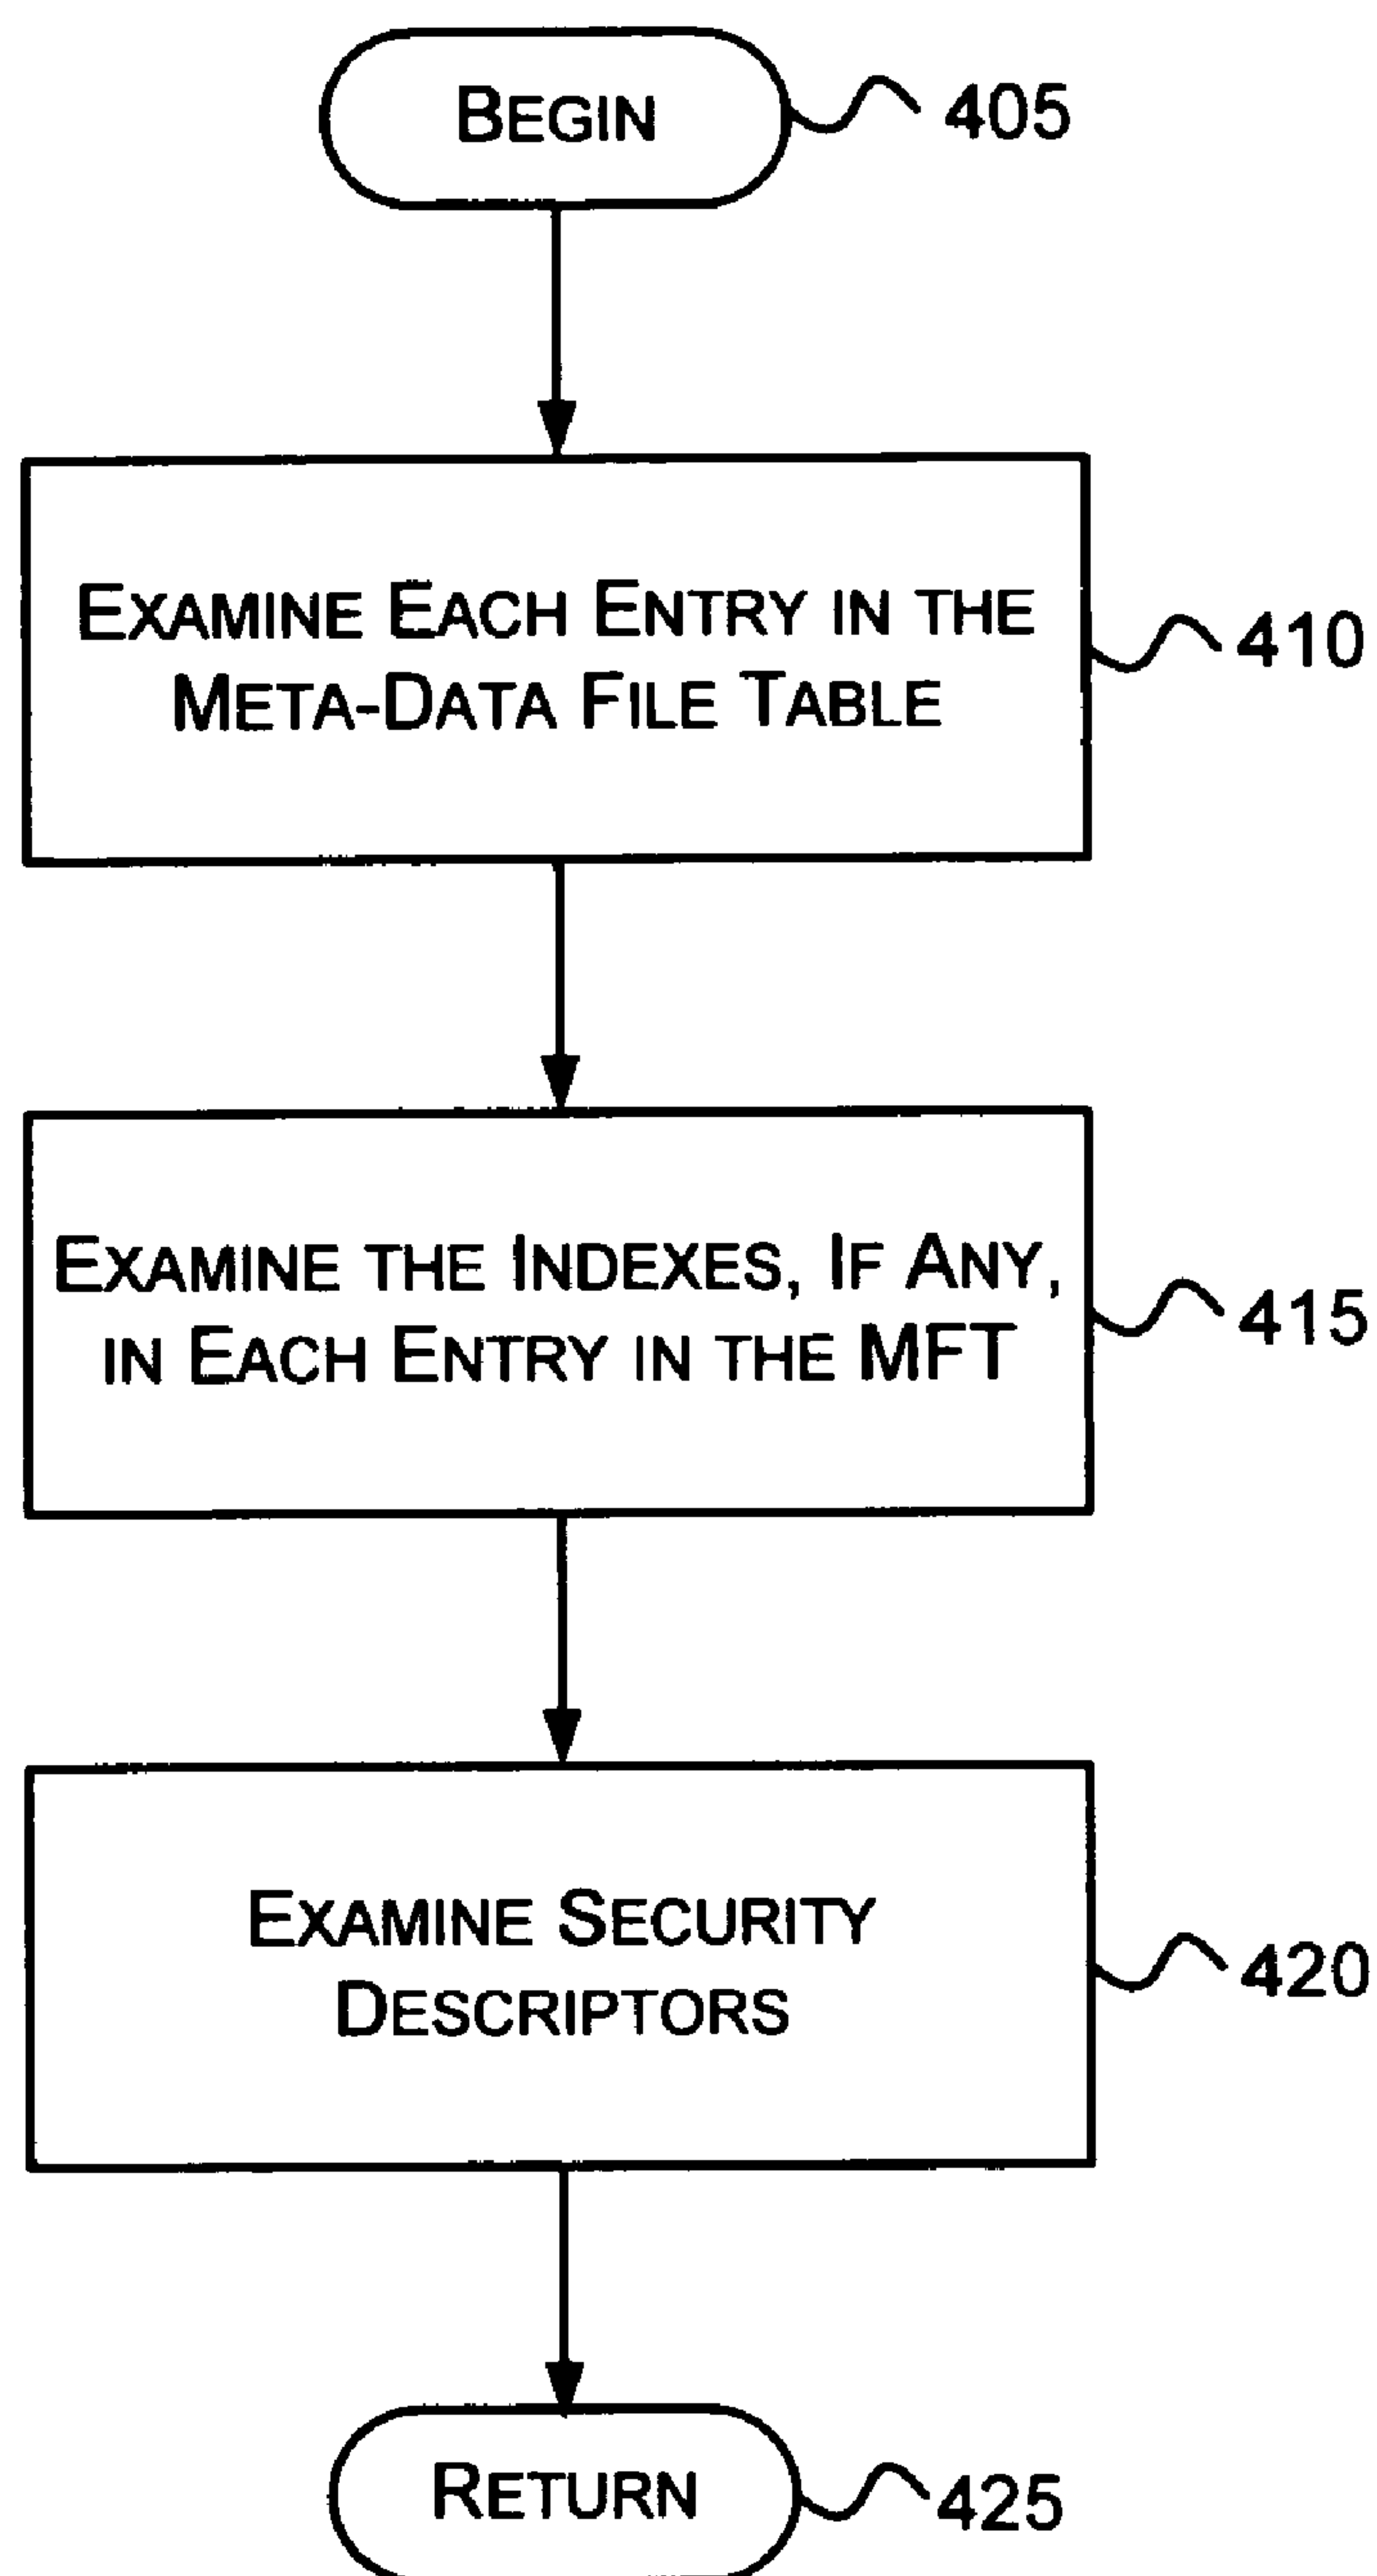 BEGIN
405
EXAMINE EACH ENTRY IN THE
META-DATA FILE TABLE
410
EXAMINE THE INDEXES, IF ANY,
IN EACH ENTRY IN THE MFT
415
EXAMINE SECURITY
DESCRIPTORS
420
RETURN
425